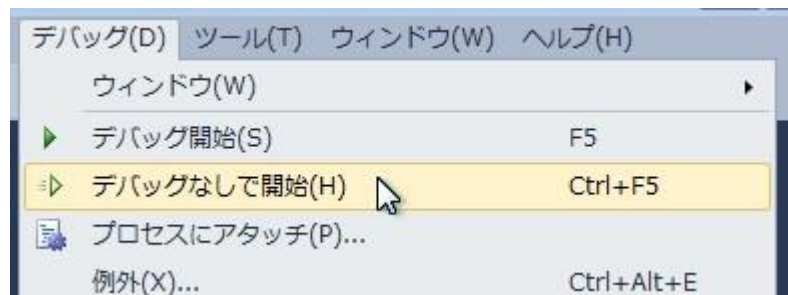 デバッグ(D) ツール(T) ウィンドウ(W) ヘルプ(H)
ウィンドウ(W)
デバッグ開始(S) F5
デバッグなしで開始(H) Ctrl+F5
プロセスにアタッチ(P)...
例外(X)... Ctrl+Alt+E